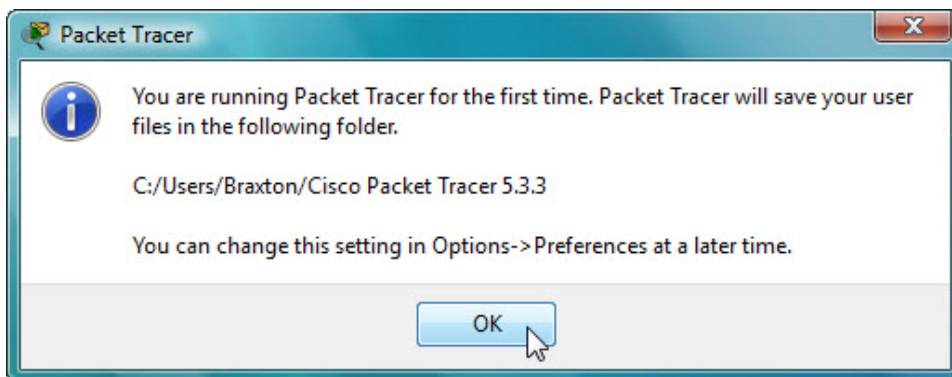 Packet Tracer
You are running Packet Tracer for the first time. Packet Tracer will save your user
files in the following folder.
C:/Users/Braxton/Cisco Packet Tracer 5.3.3
You can change this setting in Options->Preferences at a later time.
OK